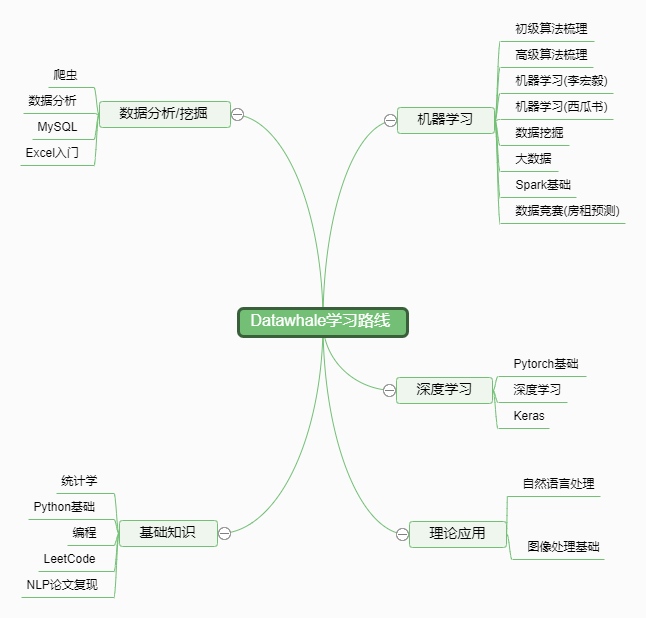 Datawhale学习路线
数据分析/挖掘
爬虫
数据分析
MySQL
Excel入门
机器学习
初级算法梳理
高级算法梳理
机器学习(李宏毅)
机器学习(西瓜书)
数据挖掘
大数据
Spark基础
数据竞赛(房租预测)
深度学习
Pytorch基础
深度学习
Keras
基础知识
统计学
Python基础
编程
LeetCode
NLP论文复现
理论应用
自然语言处理
图像处理基础